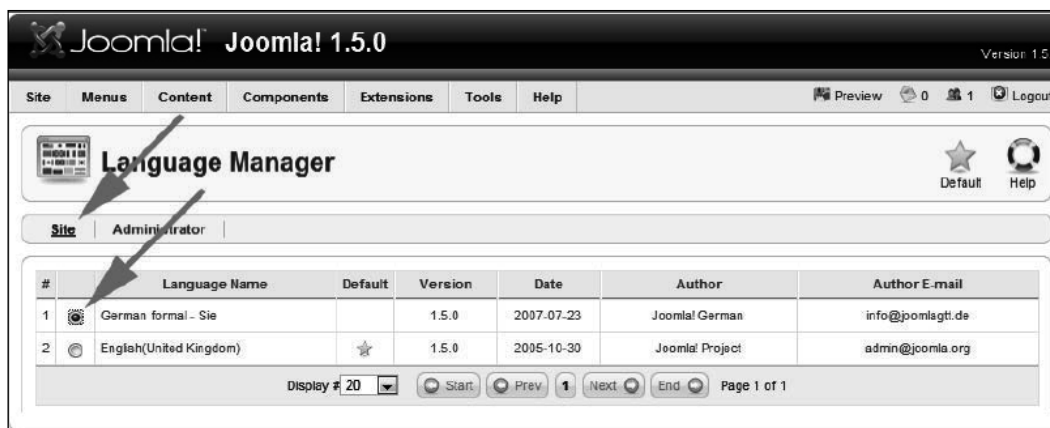 Joomla! Joomla! 1.5.0
Version 1.5
Site Menus Content Components Extensions Tools Help Preview 0 1 Logout
Language Manager
Default Help
Site Administrator
# Language Name Default Version Date Author Author E-mail
1 German formal - Sie 1.5.0 2007-07-23 Joomla! German info@joomlagtt.de
2 English(United Kingdom) 1.5.0 2005-10-30 Joomla! Project admin@joomla.org
Display # 20 Start Prev 1 Next End Page 1 of 1